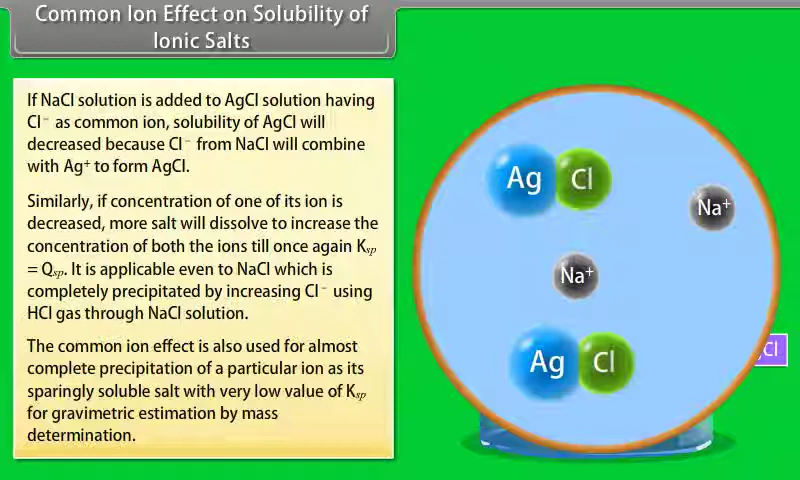 Common Ion Effect on Solubility of
Ionic Salts
If NaCl solution is added to AgCl solution having
Cl⁻ as common ion, solubility of AgCl will
decreased because Cl⁻ from NaCl will combine
with Ag⁺ to form AgCl.
Similarly, if concentration of one of its ion is
decreased, more salt will dissolve to increase the
concentration of both the ions till once again Ksp
= Qsp. It is applicable even to NaCl which is
completely precipitated by increasing Cl⁻ using
HCl gas through NaCl solution.
The common ion effect is also used for almost
complete precipitation of a particular ion as its
sparingly soluble salt with very low value of Ksp
for gravimetric estimation by mass
determination.
Ag Cl
Na⁺
Na⁺
Ag Cl